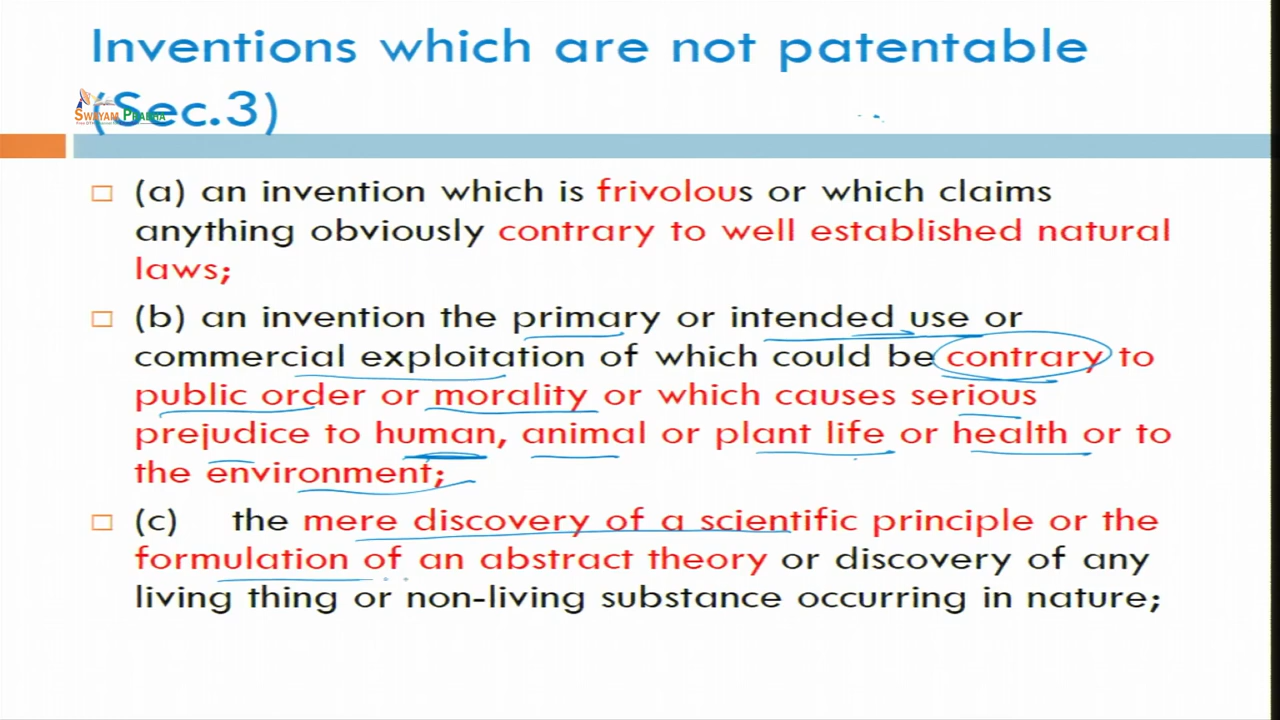 Inventions which are not patentable
(Sec.3)
SWAYAM PRABHA
(a) an invention which is frivolous or which claims
anything obviously contrary to well established natural
laws;
(b) an invention the primary or intended use or
commercial exploitation of which could be contrary to
public order or morality or which causes serious
prejudice to human, animal or plant life or health or to
the environment;
(c) the mere discovery of a scientific principle or the
formulation of an abstract theory or discovery of any
living thing or non-living substance occurring in nature;